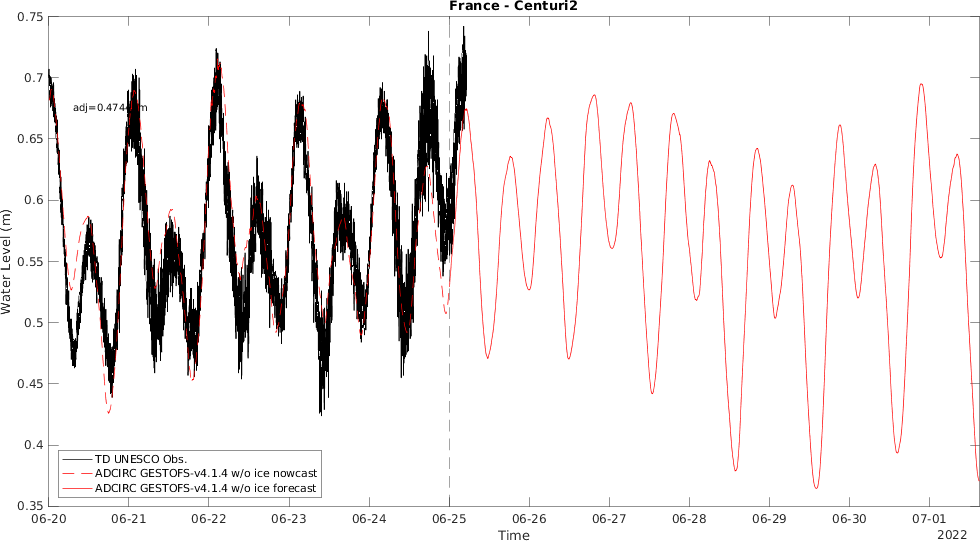 France - Centuri2
0.75
0.7
0.65
0.6
0.55
0.5
0.45
0.4
0.35
Water Level (m)
adj=0.474 m
TD UNESCO Obs.
ADCIRC GESTOFS-v4.1.4 w/o ice nowcast
ADCIRC GESTOFS-v4.1.4 w/o ice forecast
06-20 06-21 06-22 06-23 06-24 06-25 06-26 06-27 06-28 06-29 06-30 07-01
Time
2022